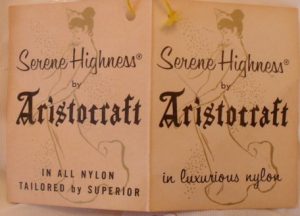 Serene Highness®
by
Aristocraft
IN ALL NYLON
TAILORED by SUPERIOR
Serene Highness®
by
Aristocraft
in luxurious nylon